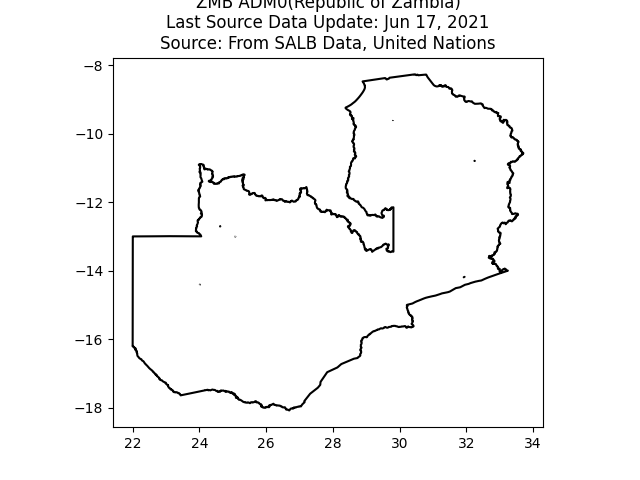 ZMB ADM0(Republic of Zambia)
Last Source Data Update: Jun 17, 2021
Source: From SALB Data, United Nations
−8
−10
−12
−14
−16
−18
22 24 26 28 30 32 34